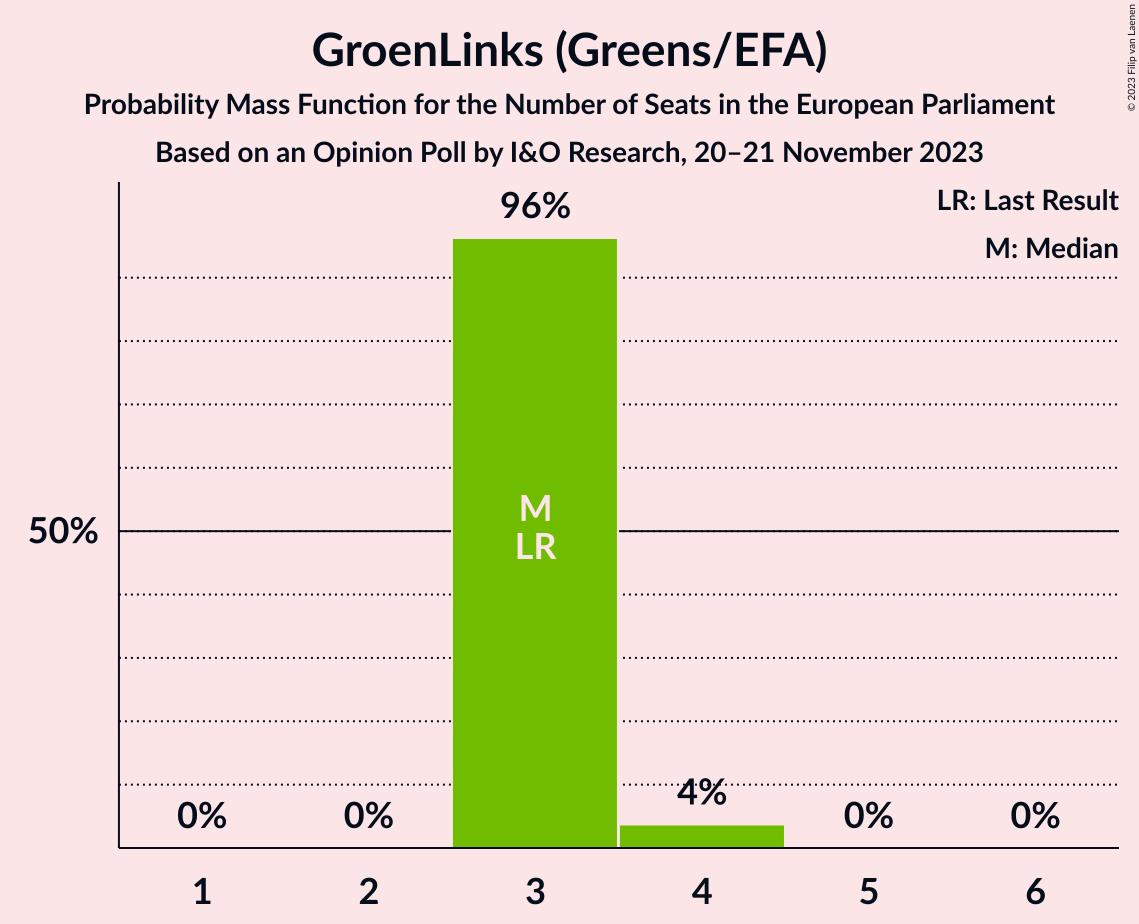 GroenLinks (Greens/EFA)
Probability Mass Function for the Number of Seats in the European Parliament
Based on an Opinion Poll by I&O Research, 20–21 November 2023
© 2023 Filip van Laenen
LR: Last Result
M: Median
96%
M
LR
50%
0%
0%
4%
0%
0%
1
2
3
4
5
6